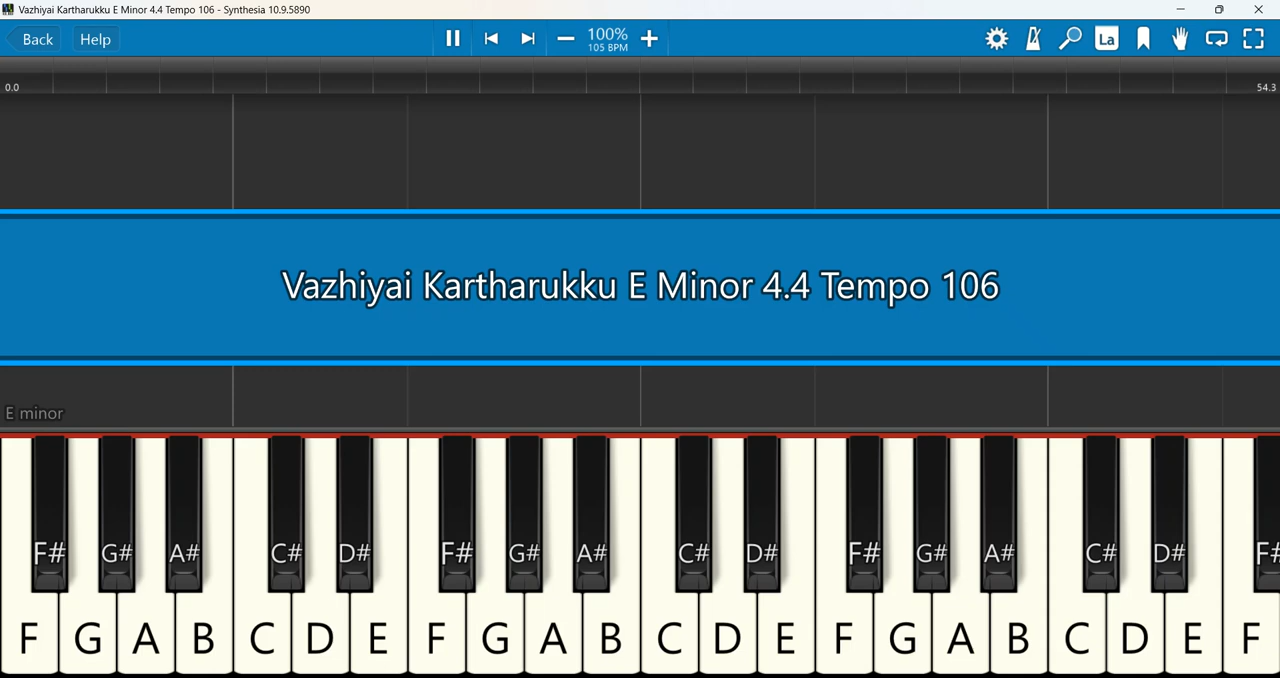 Vazhiyai Kartharukku E Minor 4.4 Tempo 106 - Synthesia 10.9.5890
Back Help 100% La
105 BPM
0.0 54.3
Vazhiyai Kartharukku E Minor 4.4 Tempo 106
E minor
F# G# A# C# D# F# G# A# C# D# F# G# A# C# D# F#
F G A B C D E F G A B C D E F G A B C D E F